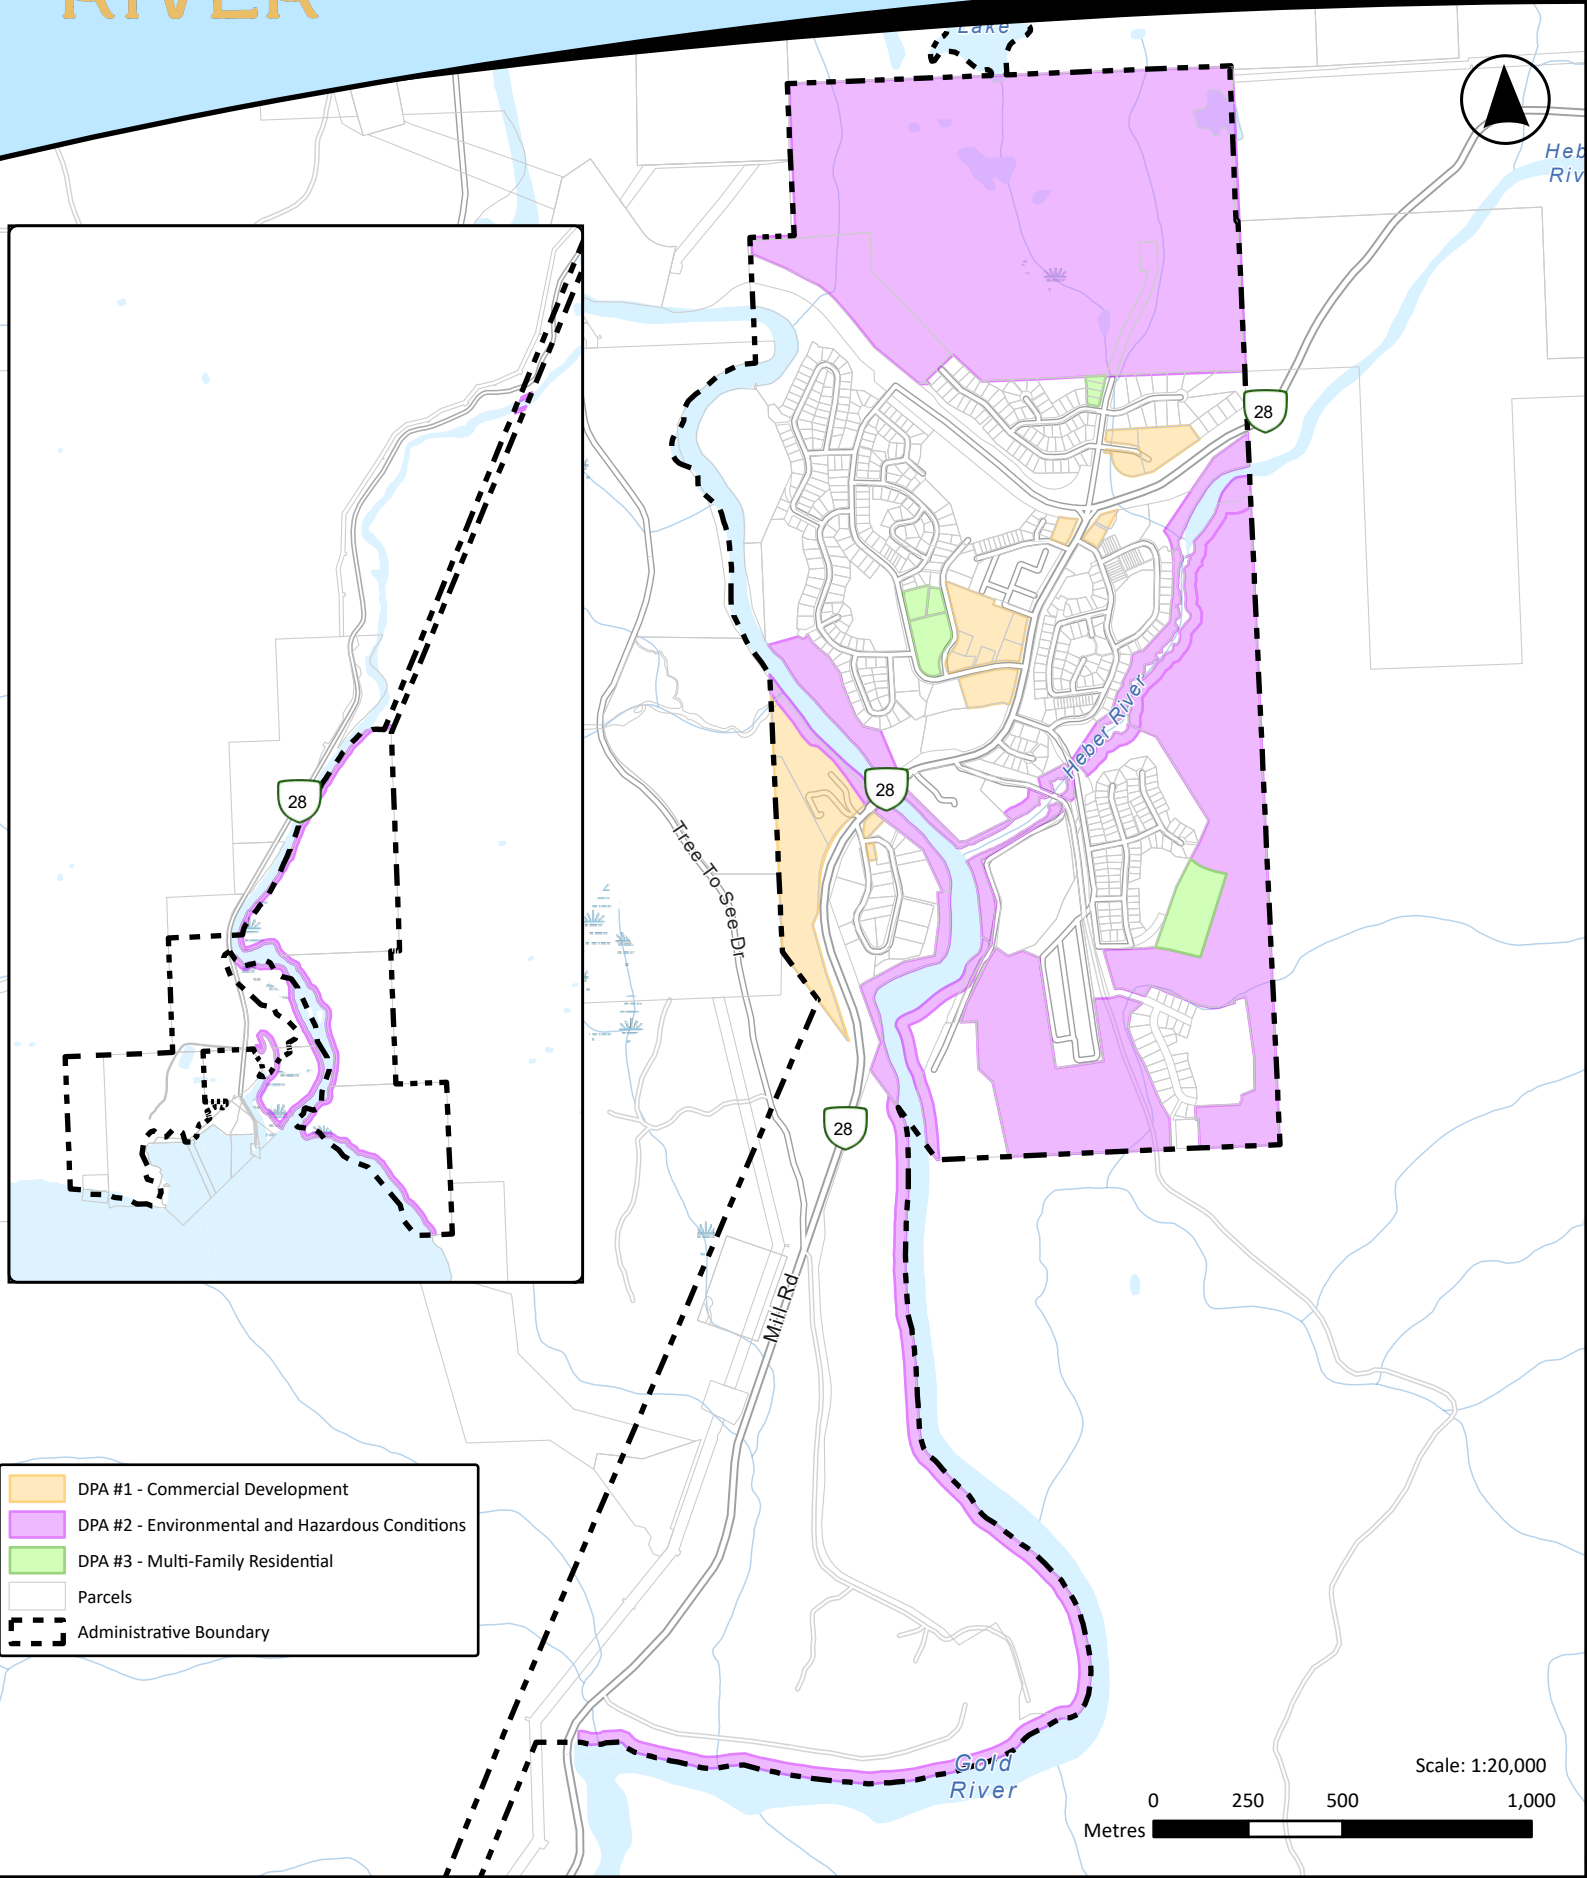 RIVER
Lake
Heb
Riv
28
28
Heber River
28
Tree To See Dr
28
28
Mill Rd
DPA #1 - Commercial Development
DPA #2 - Environmental and Hazardous Conditions
DPA #3 - Multi-Family Residential
Parcels
Administrative Boundary
Gold
River
Scale: 1:20,000
0 250 500 1,000
Metres